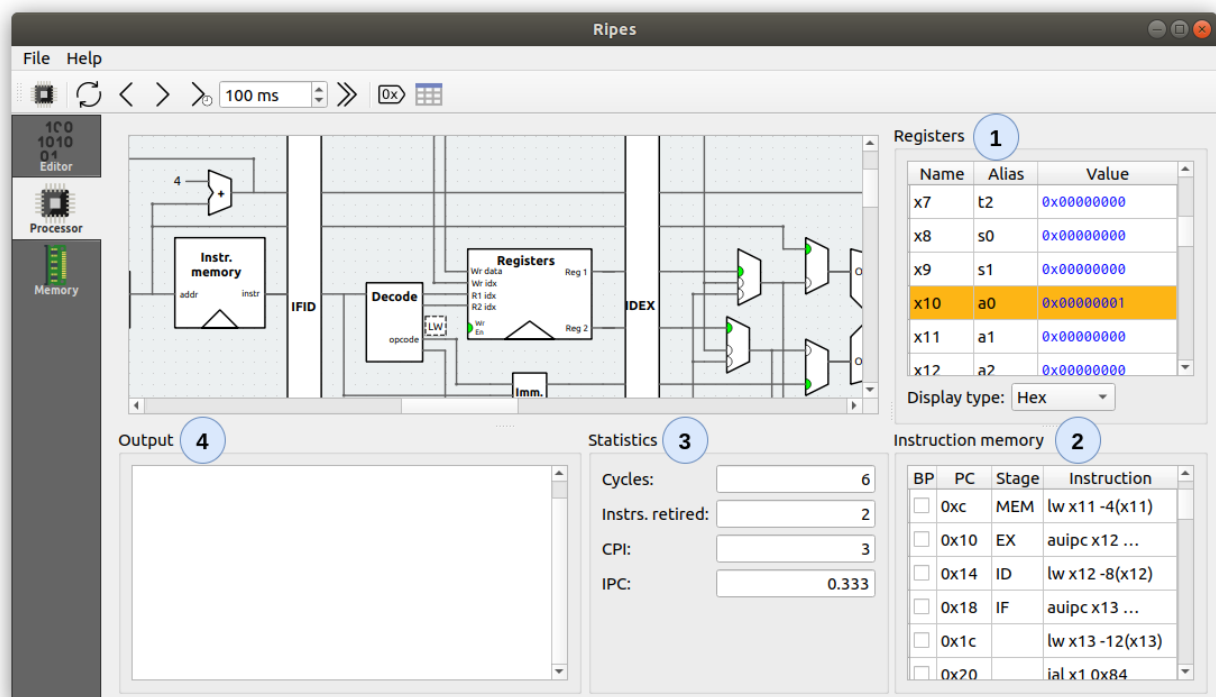 Ripes
File Help
100 ms
0x
Editor
Processor
Memory
4
+
Instr.
memory
addr
instr
IFID
Decode
opcode
LW
Registers
Wr data
Wr idx
R1 idx
R2 idx
Wr
En
Reg 1
Reg 2
Imm.
IDEX
Registers 1
Name Alias Value
x7 t2 0x00000000
x8 s0 0x00000000
x9 s1 0x00000000
x10 a0 0x00000001
x11 a1 0x00000000
x12 a2 0x00000000
Display type: Hex
Output 4
Statistics 3
Cycles: 6
Instrs. retired: 2
CPI: 3
IPC: 0.333
Instruction memory 2
BP PC Stage Instruction
0xc MEM lw x11 -4(x11)
0x10 EX auipc x12 ...
0x14 ID lw x12 -8(x12)
0x18 IF auipc x13 ...
0x1c lw x13 -12(x13)
0x20 jal x1 0x84